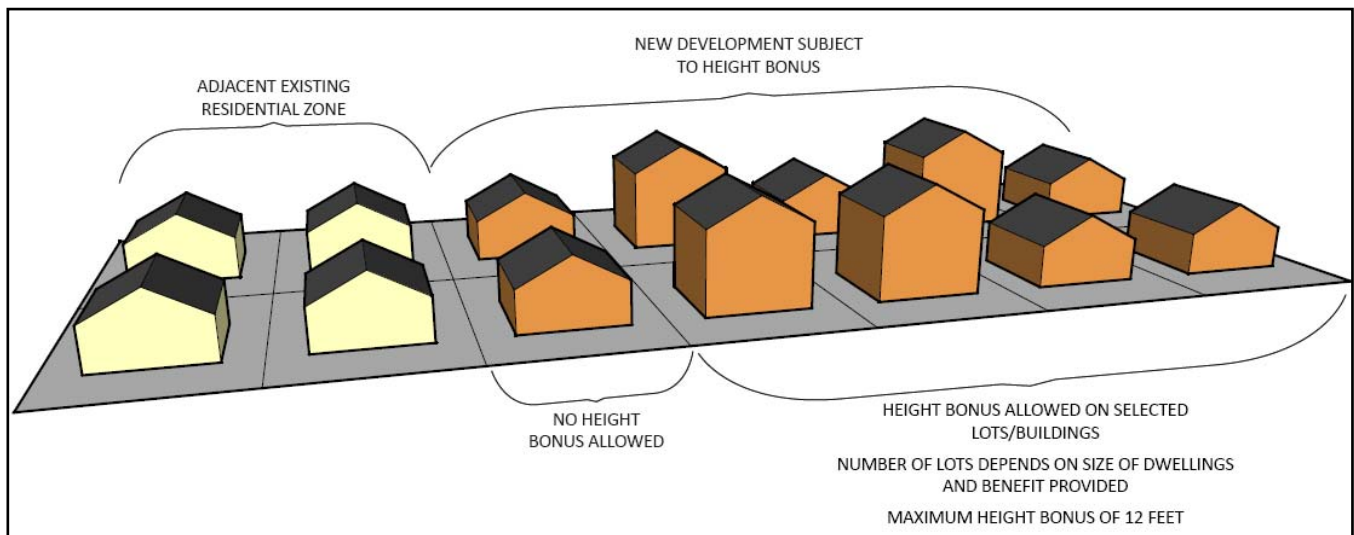 NEW DEVELOPMENT SUBJECT
TO HEIGHT BONUS
ADJACENT EXISTING
RESIDENTIAL ZONE
NO HEIGHT
BONUS ALLOWED
HEIGHT BONUS ALLOWED ON SELECTED
LOTS/BUILDINGS
NUMBER OF LOTS DEPENDS ON SIZE OF DWELLINGS
AND BENEFIT PROVIDED
MAXIMUM HEIGHT BONUS OF 12 FEET